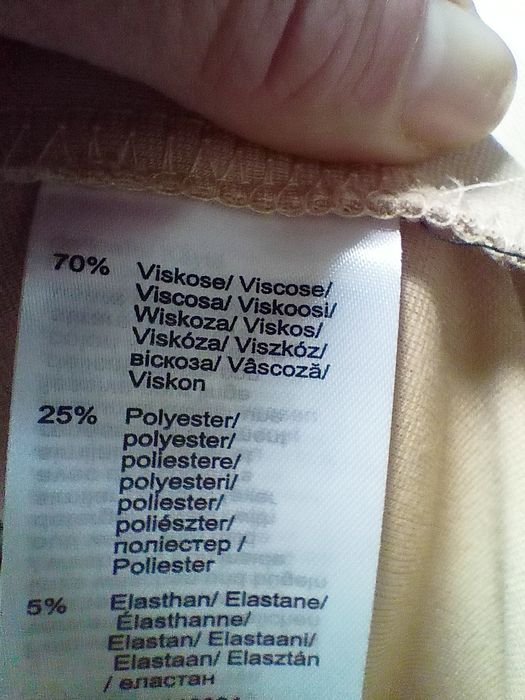 70% Viskose/ Viscose/
Viscosa/ Viskoosi/
Wiskoza/ Viskos/
Viskóza/ Viszkóz/
віскоза/ Vâscoză/
Viskon
25% Polyester/
polyester/
poliestere/
polyesteri/
poliester/
poliészter/
поліестер /
Poliester
5% Elasthan/ Elastane/
Élasthanne/
Elastan/ Elastaani/
Elastaan/ Elasztán
/ еластан